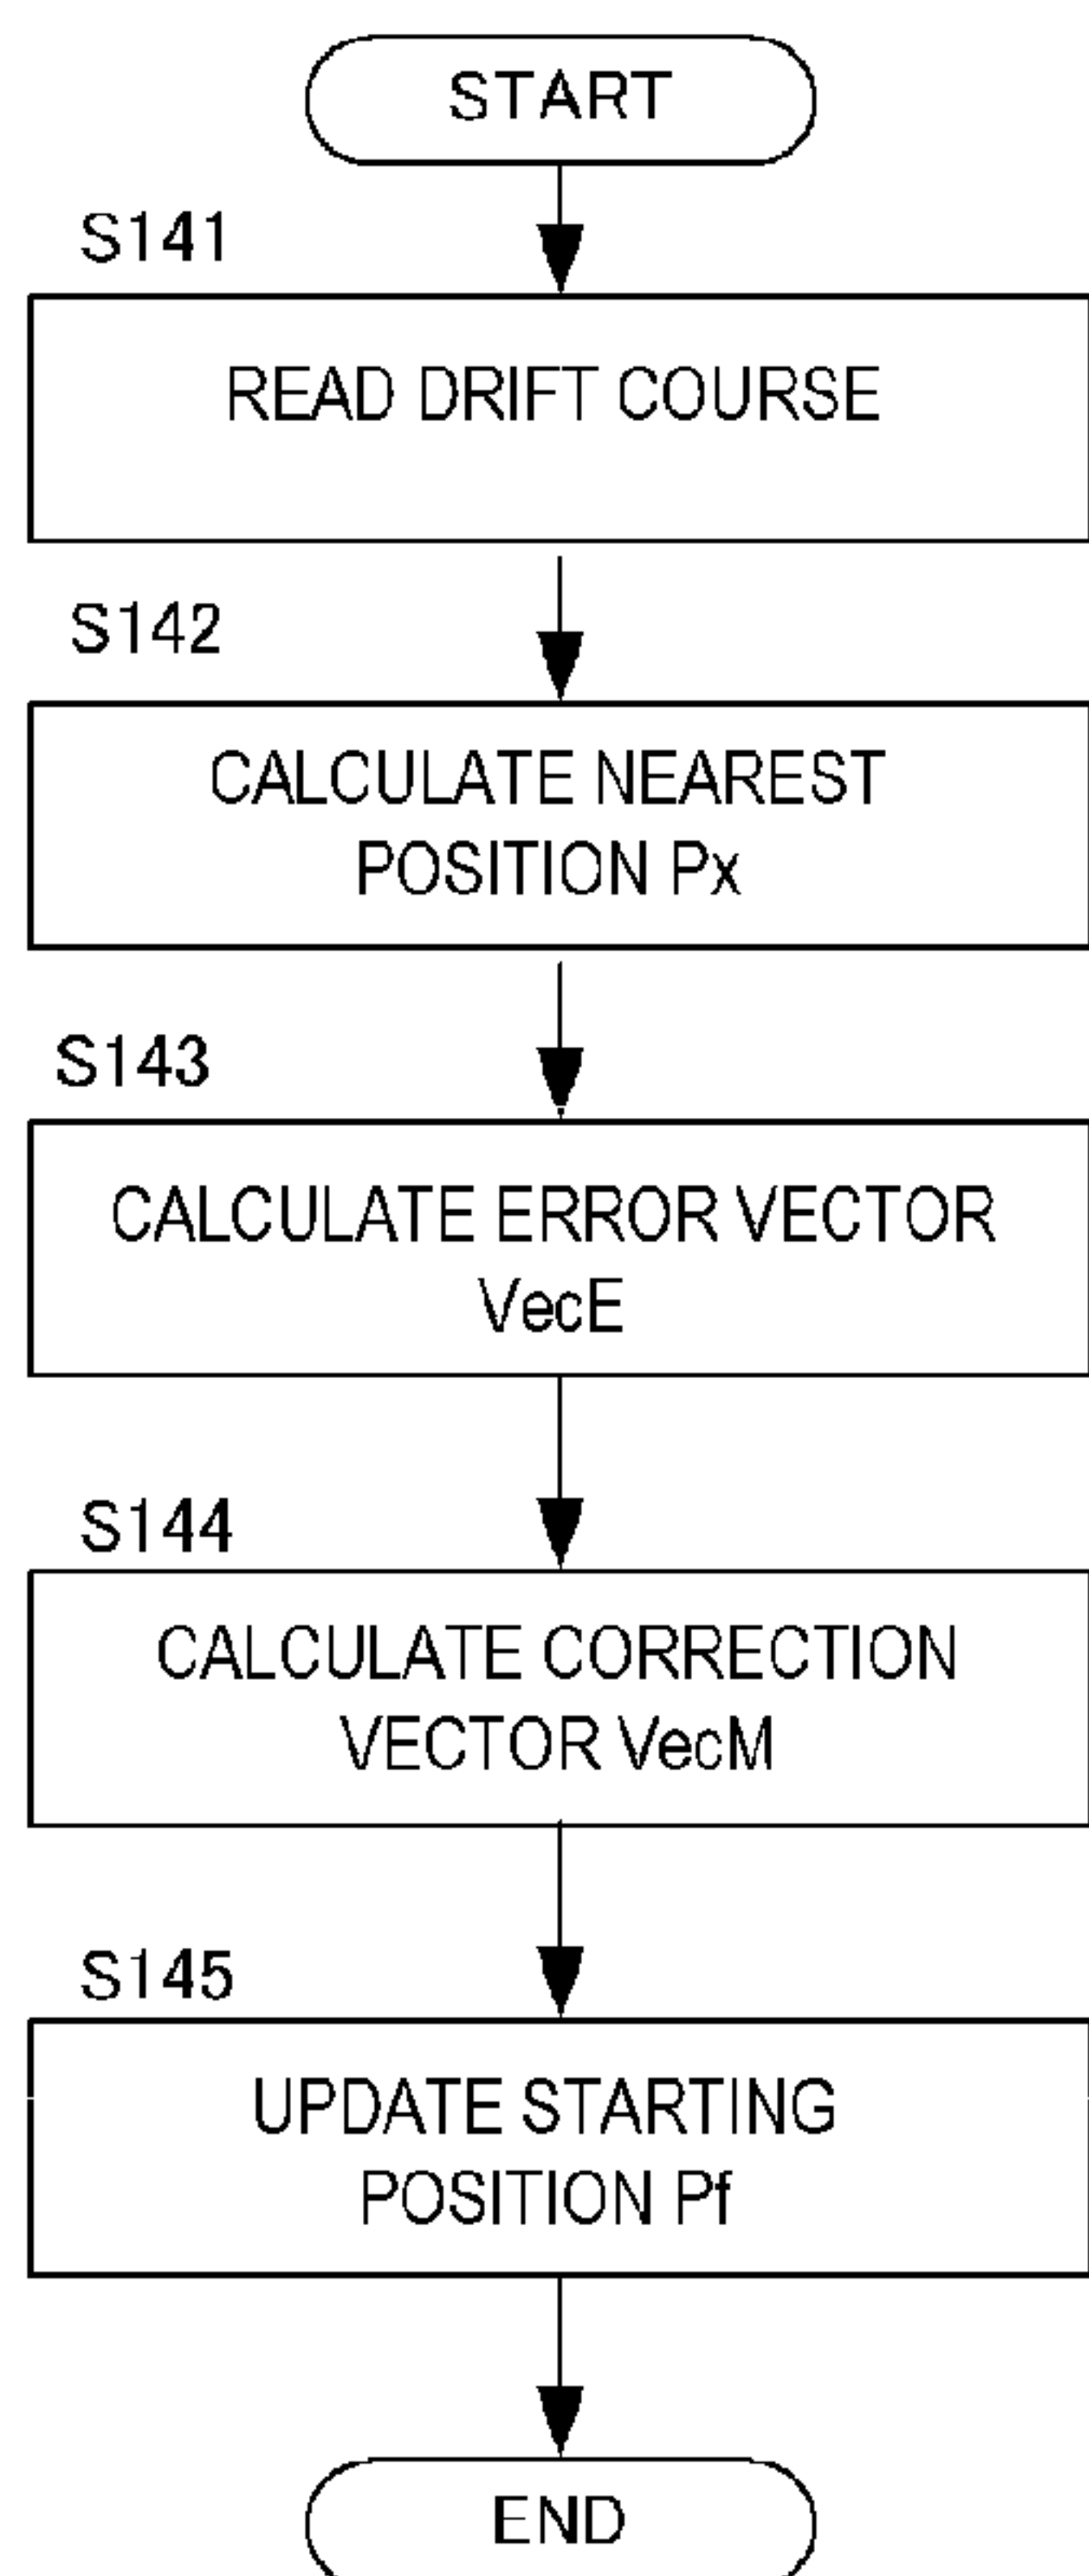 START
S141
READ DRIFT COURSE
S142
CALCULATE NEAREST
POSITION Px
S143
CALCULATE ERROR VECTOR
VecE
S144
CALCULATE CORRECTION
VECTOR VecM
S145
UPDATE STARTING
POSITION Pf
END